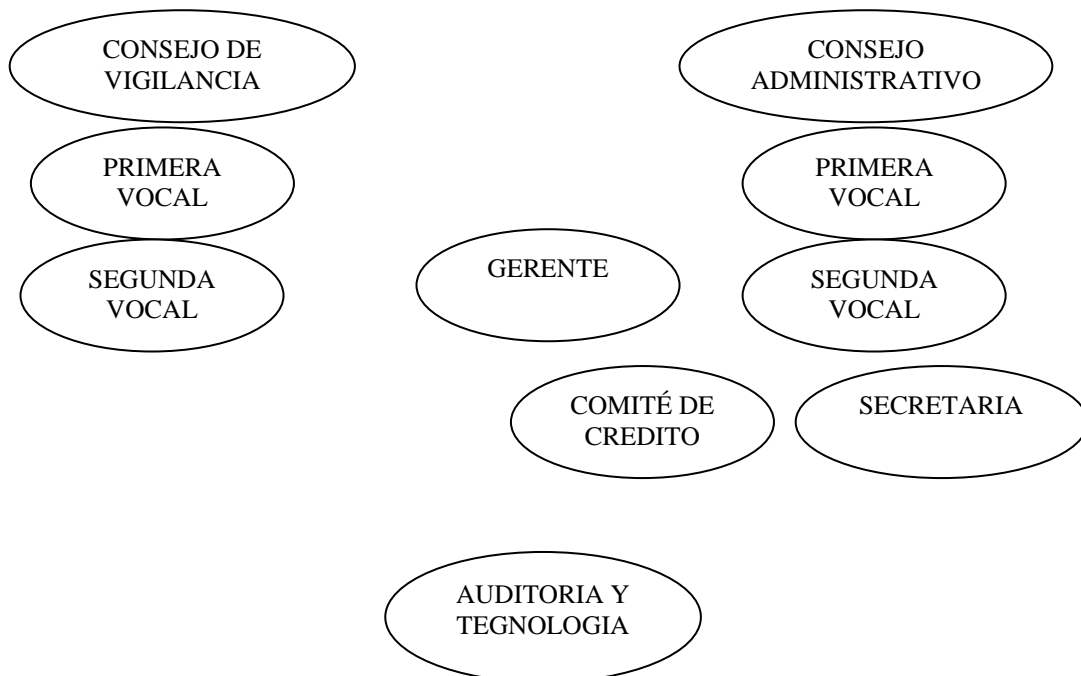 CONSEJO DE
VIGILANCIA
CONSEJO
ADMINISTRATIVO
PRIMERA
VOCAL
PRIMERA
VOCAL
SEGUNDA
VOCAL
GERENTE
SEGUNDA
VOCAL
COMITÉ DE
CREDITO
SECRETARIA
AUDITORIA Y
TEGNOLOGIA